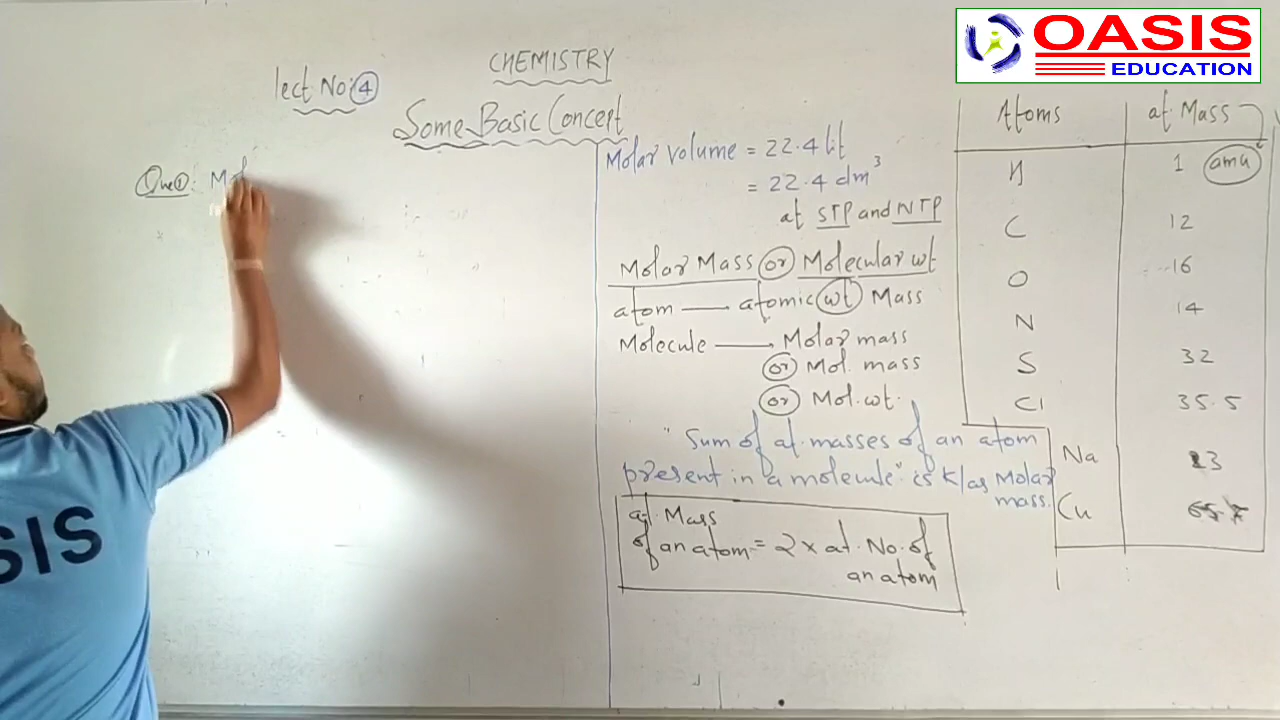 OASIS
EDUCATION
CHEMISTRY
lect No: 4
Some Basic Concept
Que 1: Mol
Molar volume = 22.4 lit
= 22.4 dm³
at STP and NTP
Molar Mass or Molecular wt
atom — atomic wt Mass
Molecule — Molar mass
or Mol. mass
or Mol. wt.
"Sum of at. masses of an atom
present in a molecule" is K/as Molar
mass.
at. Mass
of an atom = 2 x at. No. of
an atom
Atoms at. Mass
H 1 amu
C 12
O 16
N 14
S 32
Cl 35.5
Na 23
Cu
SIS